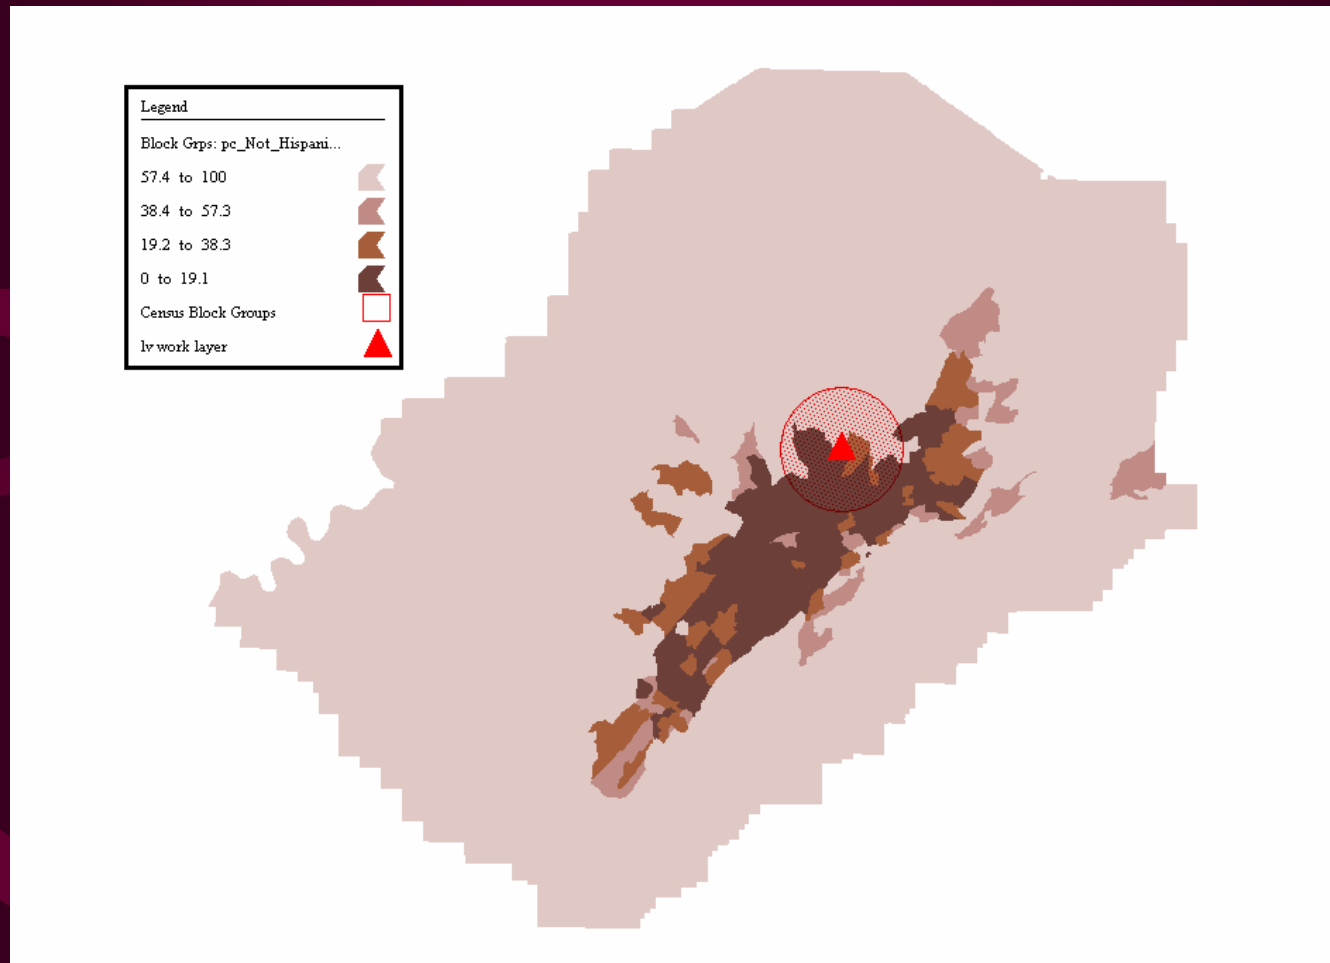 Legend
Block Grps: pc_Not_Hispani...
57.4 to 100
38.4 to 57.3
19.2 to 38.3
0 to 19.1
Census Block Groups
lv work layer